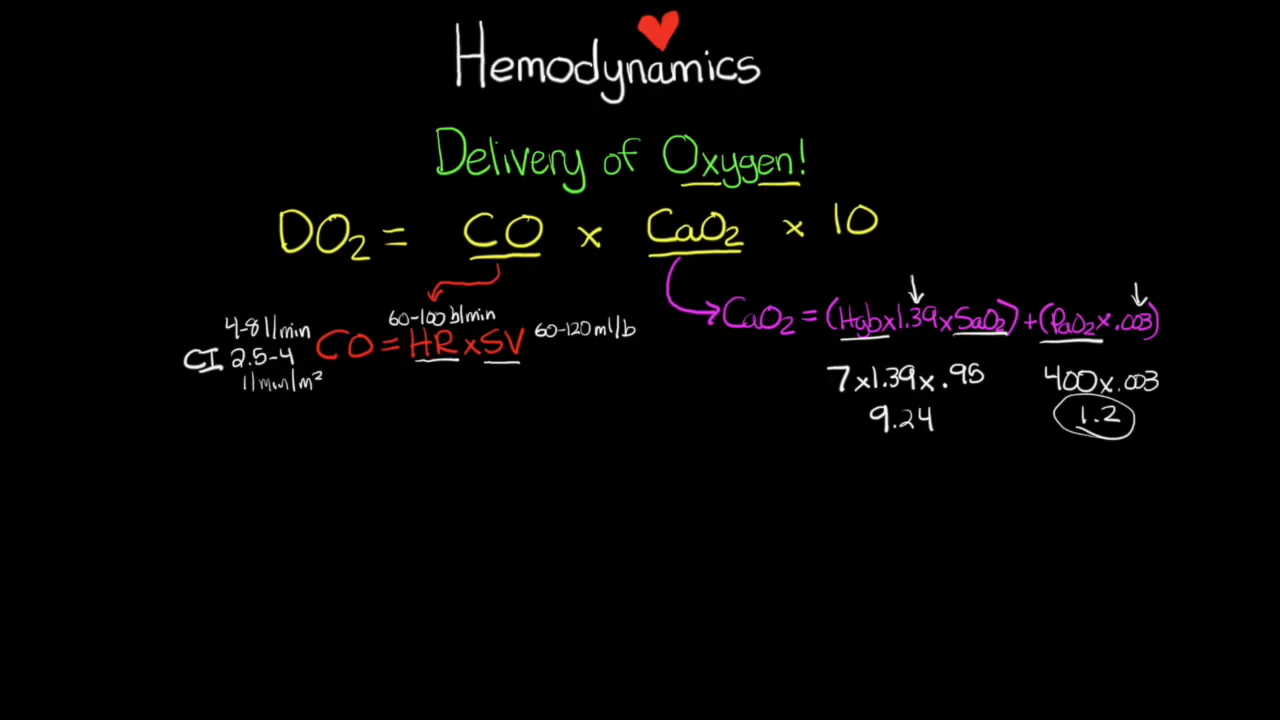 Hemodynamics
Delivery of Oxygen!
DO₂ = CO x CaO₂ x 10
60-100 b/min
4-8 l/min
CO = HR x SV
60-120 ml/b
CI 2.5-4
l/min/m²
CaO₂ = (Hgb x 1.39 x SaO₂) + (PaO₂ x .003)
7 x 1.39 x .95
400 x .003
9.24
1.2